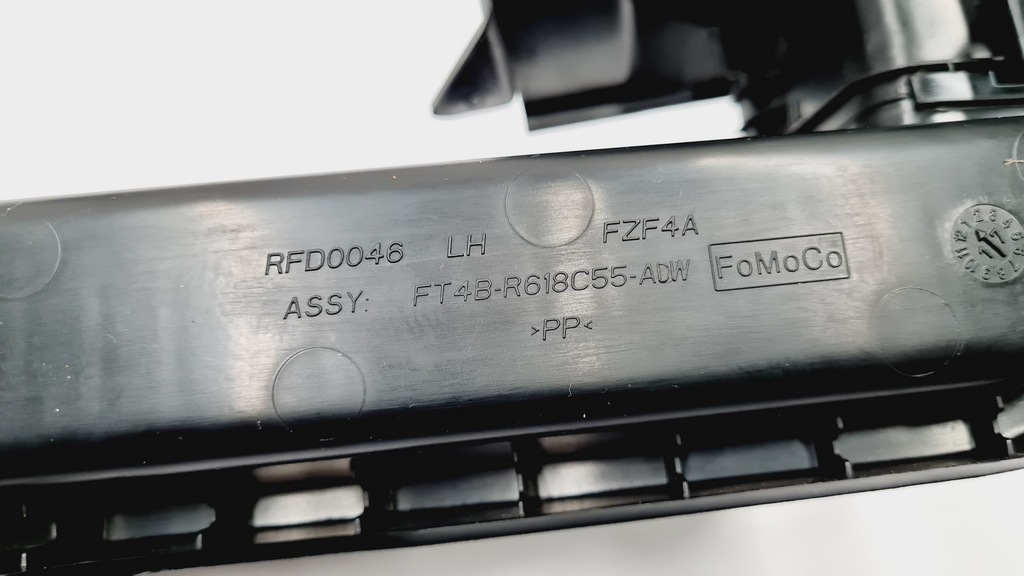 RFD0046 LH FZF4A
ASSY: FT4B-R618C55-ADW FoMoCo
>PP<